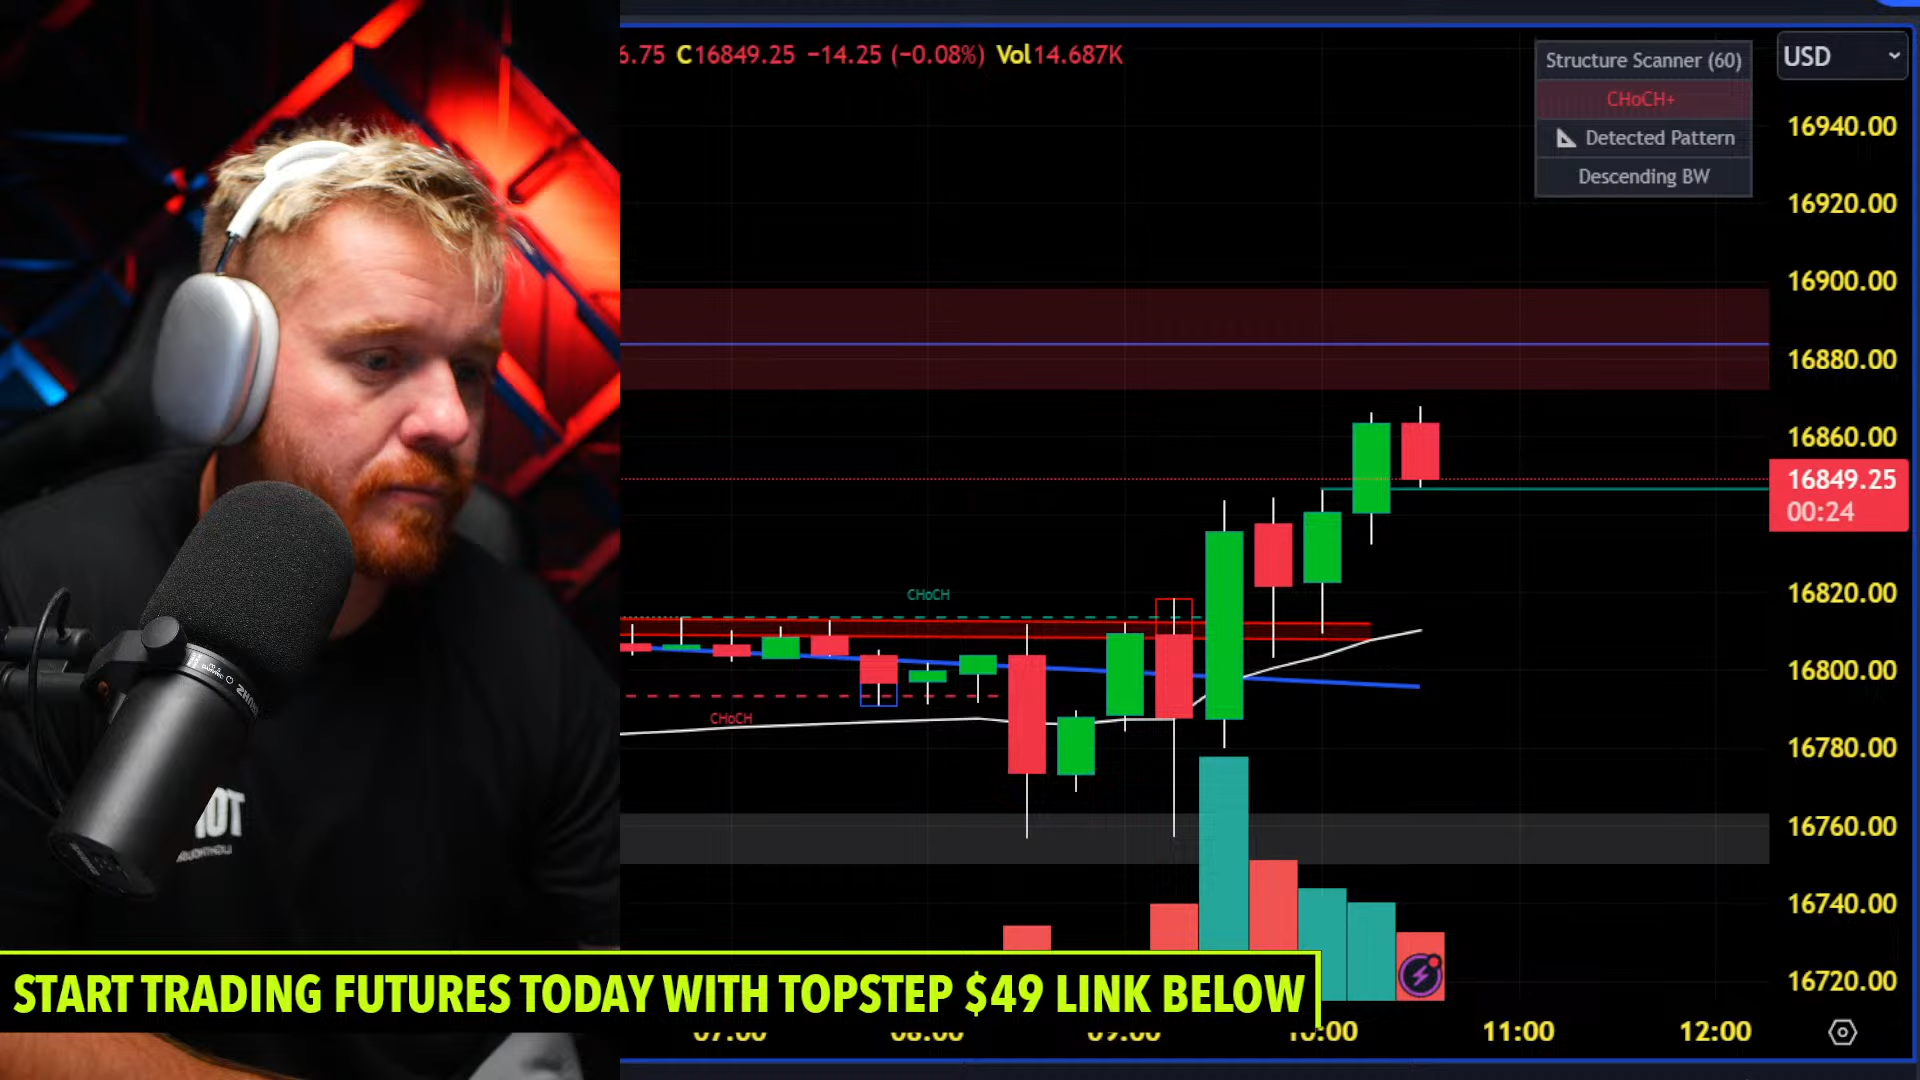 6.75 C16849.25 −14.25 (−0.08%) Vol14.687K
Structure Scanner (60)
CHoCH+
Detected Pattern
Descending BW
USD
16940.00
16920.00
16900.00
16880.00
16860.00
16849.25
00:24
16820.00
16800.00
16780.00
16760.00
16740.00
16720.00
CHoCH
CHoCH
START TRADING FUTURES TODAY WITH TOPSTEP $49 LINK BELOW
07:00 08:00 09:00 10:00 11:00 12:00